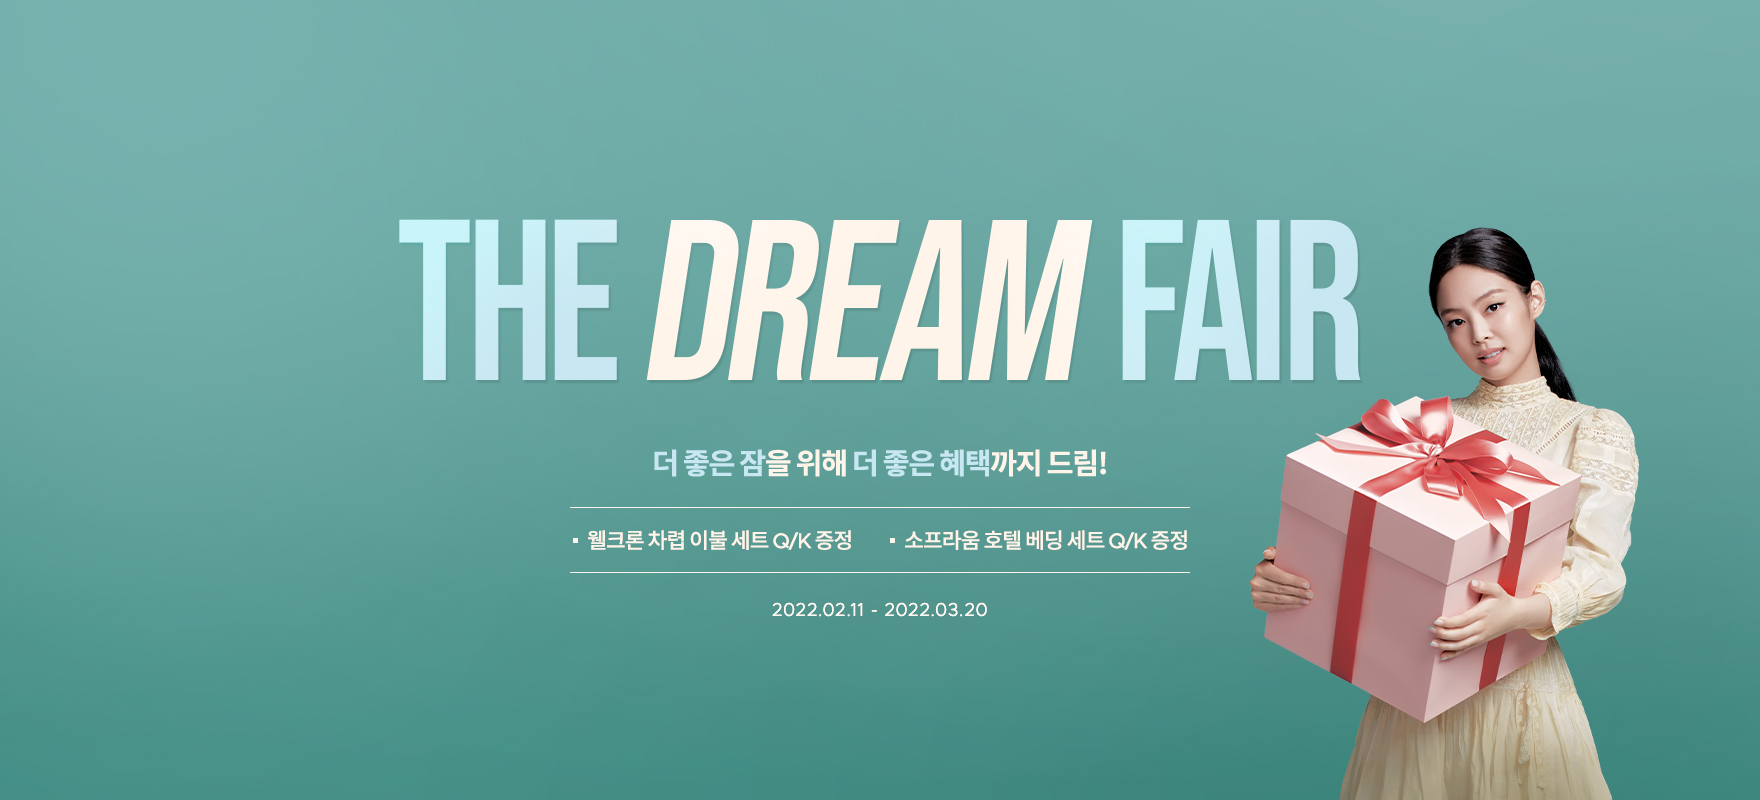 THE DREAM FAIR
더 좋은 잠을 위해 더 좋은 혜택까지 드림!
▪ 웰크론 차렵 이불 세트 Q/K 증정 ▪ 소프라움 호텔 베딩 세트 Q/K 증정
2022.02.11 - 2022.03.20